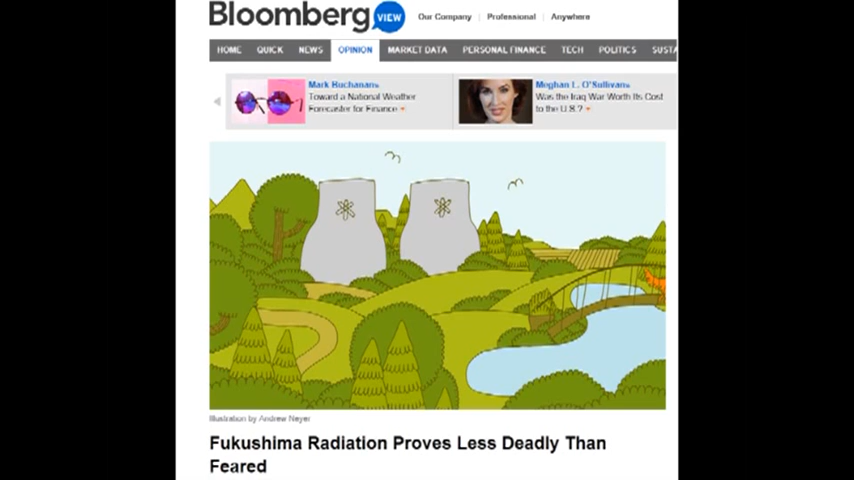 Bloomberg VIEW
Our Company | Professional | Anywhere
HOME QUICK NEWS OPINION MARKET DATA PERSONAL FINANCE TECH POLITICS SUSTA
Mark Buchanan:
Toward a National Weather
Forecaster for Finance
Meghan L. O'Sullivan:
Was the Iraq War Worth Its Cost
to the U.S.?
Illustration by Andrew Neyer
Fukushima Radiation Proves Less Deadly Than
Feared